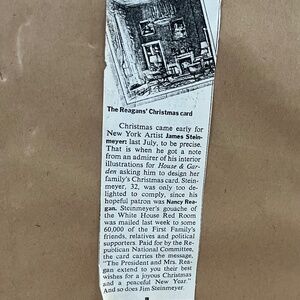 The Reagans' Christmas card
Christmas came early for
New York Artist James Stein-
meyer: last July, to be precise.
That is when he got a note
from an admirer of his interior
illustrations for House & Gar-
den asking him to design her
family's Christmas card. Stein-
meyer, 32, was only too de-
lighted to comply, since his
hopeful patron was Nancy Rea-
gan. Steinmeyer's gouache of
the White House Red Room
was mailed last week to some
60,000 of the First Family's
friends, relatives and political
supporters. Paid for by the Re-
publican National Committee,
the card carries the message,
"The President and Mrs. Rea-
gan extend to you their best
wishes for a joyous Christmas
and a peaceful New Year."
And so does Jim Steinmeyer.